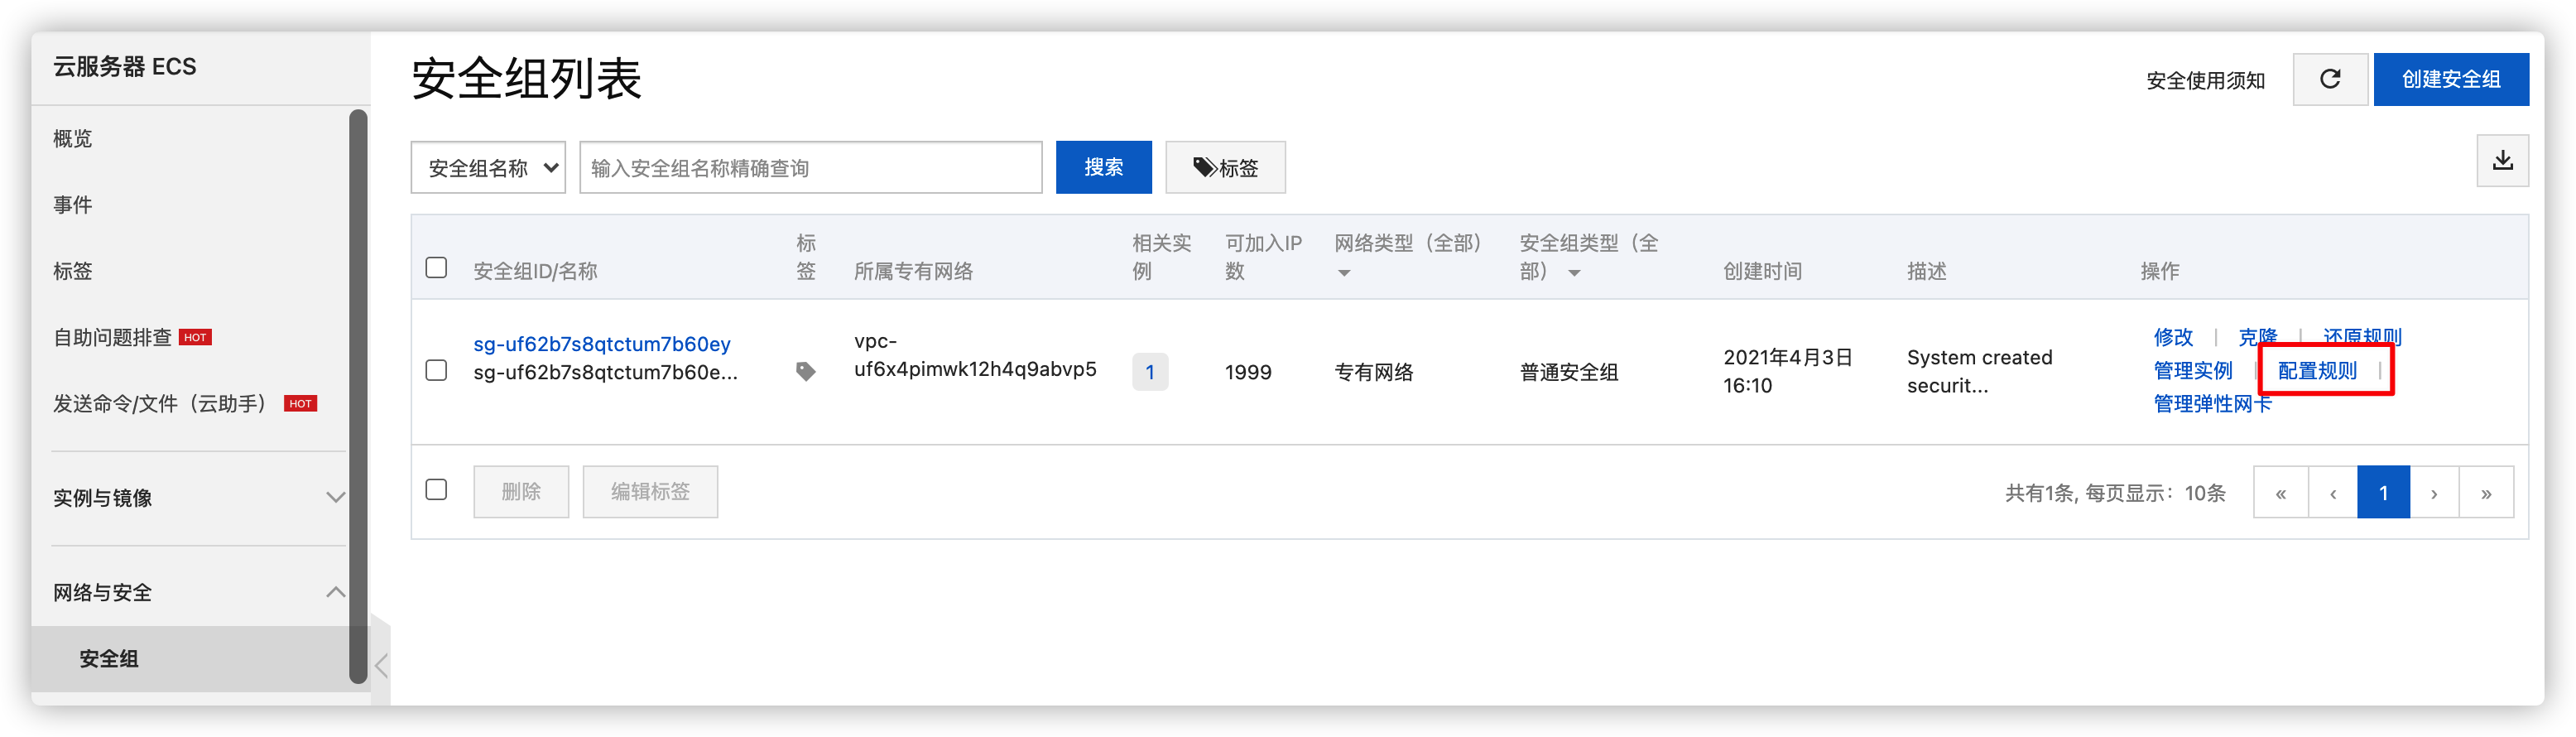 云服务器 ECS
概览
事件
标签
自助问题排查 HOT
发送命令/文件（云助手） HOT
实例与镜像
网络与安全
安全组
安全组列表
安全使用须知
创建安全组
安全组名称
输入安全组名称精确查询
搜索
标签
安全组ID/名称
标
签
所属专有网络
相关实
例
可加入IP
数
网络类型（全部）
安全组类型（全
部）
创建时间
描述
操作
sg-uf62b7s8qtctum7b60ey
sg-uf62b7s8qtctum7b60e...
vpc-
uf6x4pimwk12h4q9abvp5
1
1999
专有网络
普通安全组
2021年4月3日
16:10
System created
securit...
修改 | 克隆 | 还原规则
管理实例 | 配置规则 |
管理弹性网卡
删除
编辑标签
共有1条, 每页显示：10条
« ‹ 1 › »